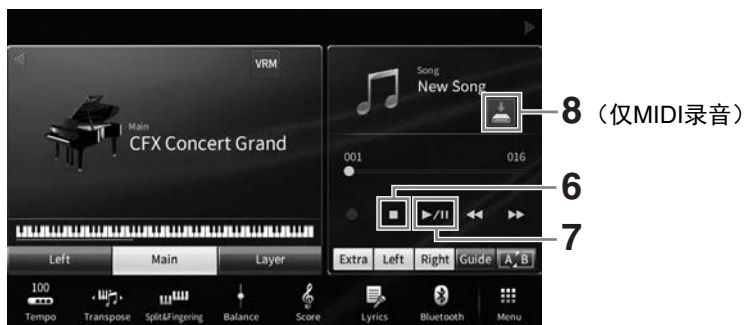 VRM
Main
CFX Concert Grand
Song
New Song
8（仅MIDI录音）
001 016
6
7
Left Main Layer
Extra Left Right Guide A B
100
Tempo Transpose Split&Fingering Balance Score Lyrics Bluetooth Menu